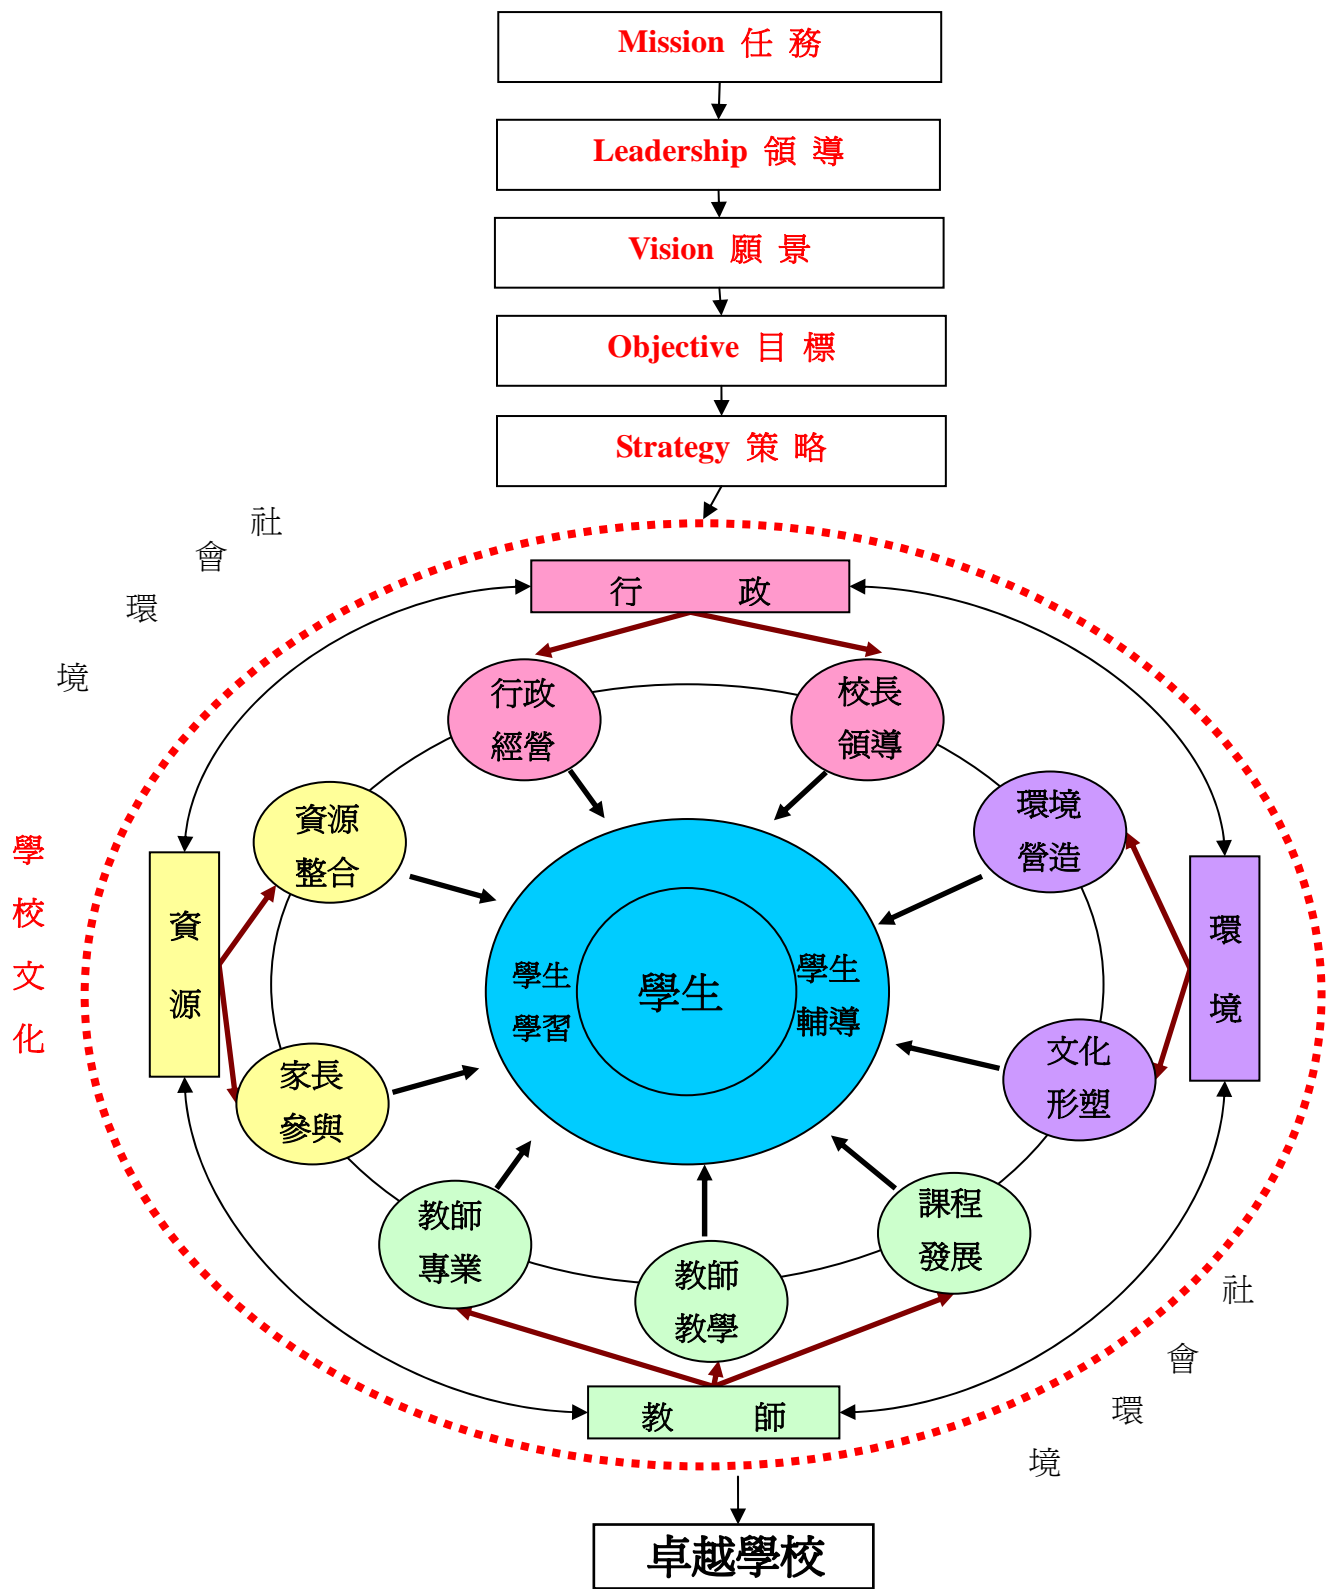 Mission 任 務
Leadership 領 導
Vision 願 景
Objective 目 標
Strategy 策 略
社會環境
行 政
行政
經營
校長
領導
資源
整合
環境
營造
學校文化
資源
學生
學習
學生
學生
輔導
環境
家長
參與
文化
形塑
教師
專業
教師
教學
課程
發展
社會環境
教 師
卓越學校